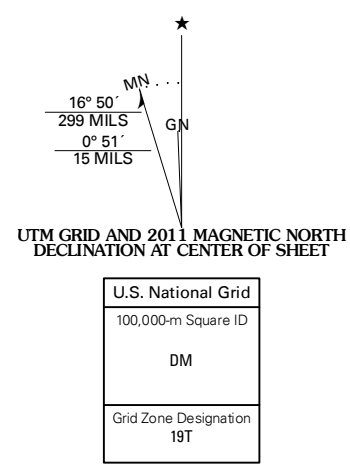 ★
MN
16° 50´
299 MILS
GN
0° 51´
15 MILS
UTM GRID AND 2011 MAGNETIC NORTH
DECLINATION AT CENTER OF SHEET
U.S. National Grid
100,000-m Square ID
DM
Grid Zone Designation
19T